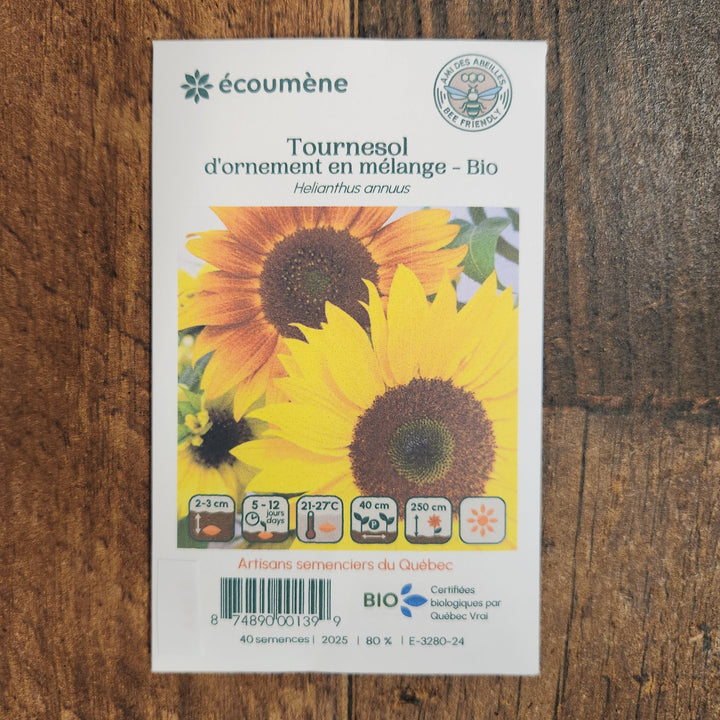 écoumène
AMI DES ABEILLES
BEE FRIENDLY
Tournesol
d'ornement en mélange - Bio
Helianthus annuus
2-3 cm
5 - 12
jours
days
21-27°C
40 cm
P
250 cm
Artisans semenciers du Québec
8 74890 00139 9
BIO
Certifiées
biologiques par
Québec Vrai
40 semences | 2025 | 80 % | E-3280-24